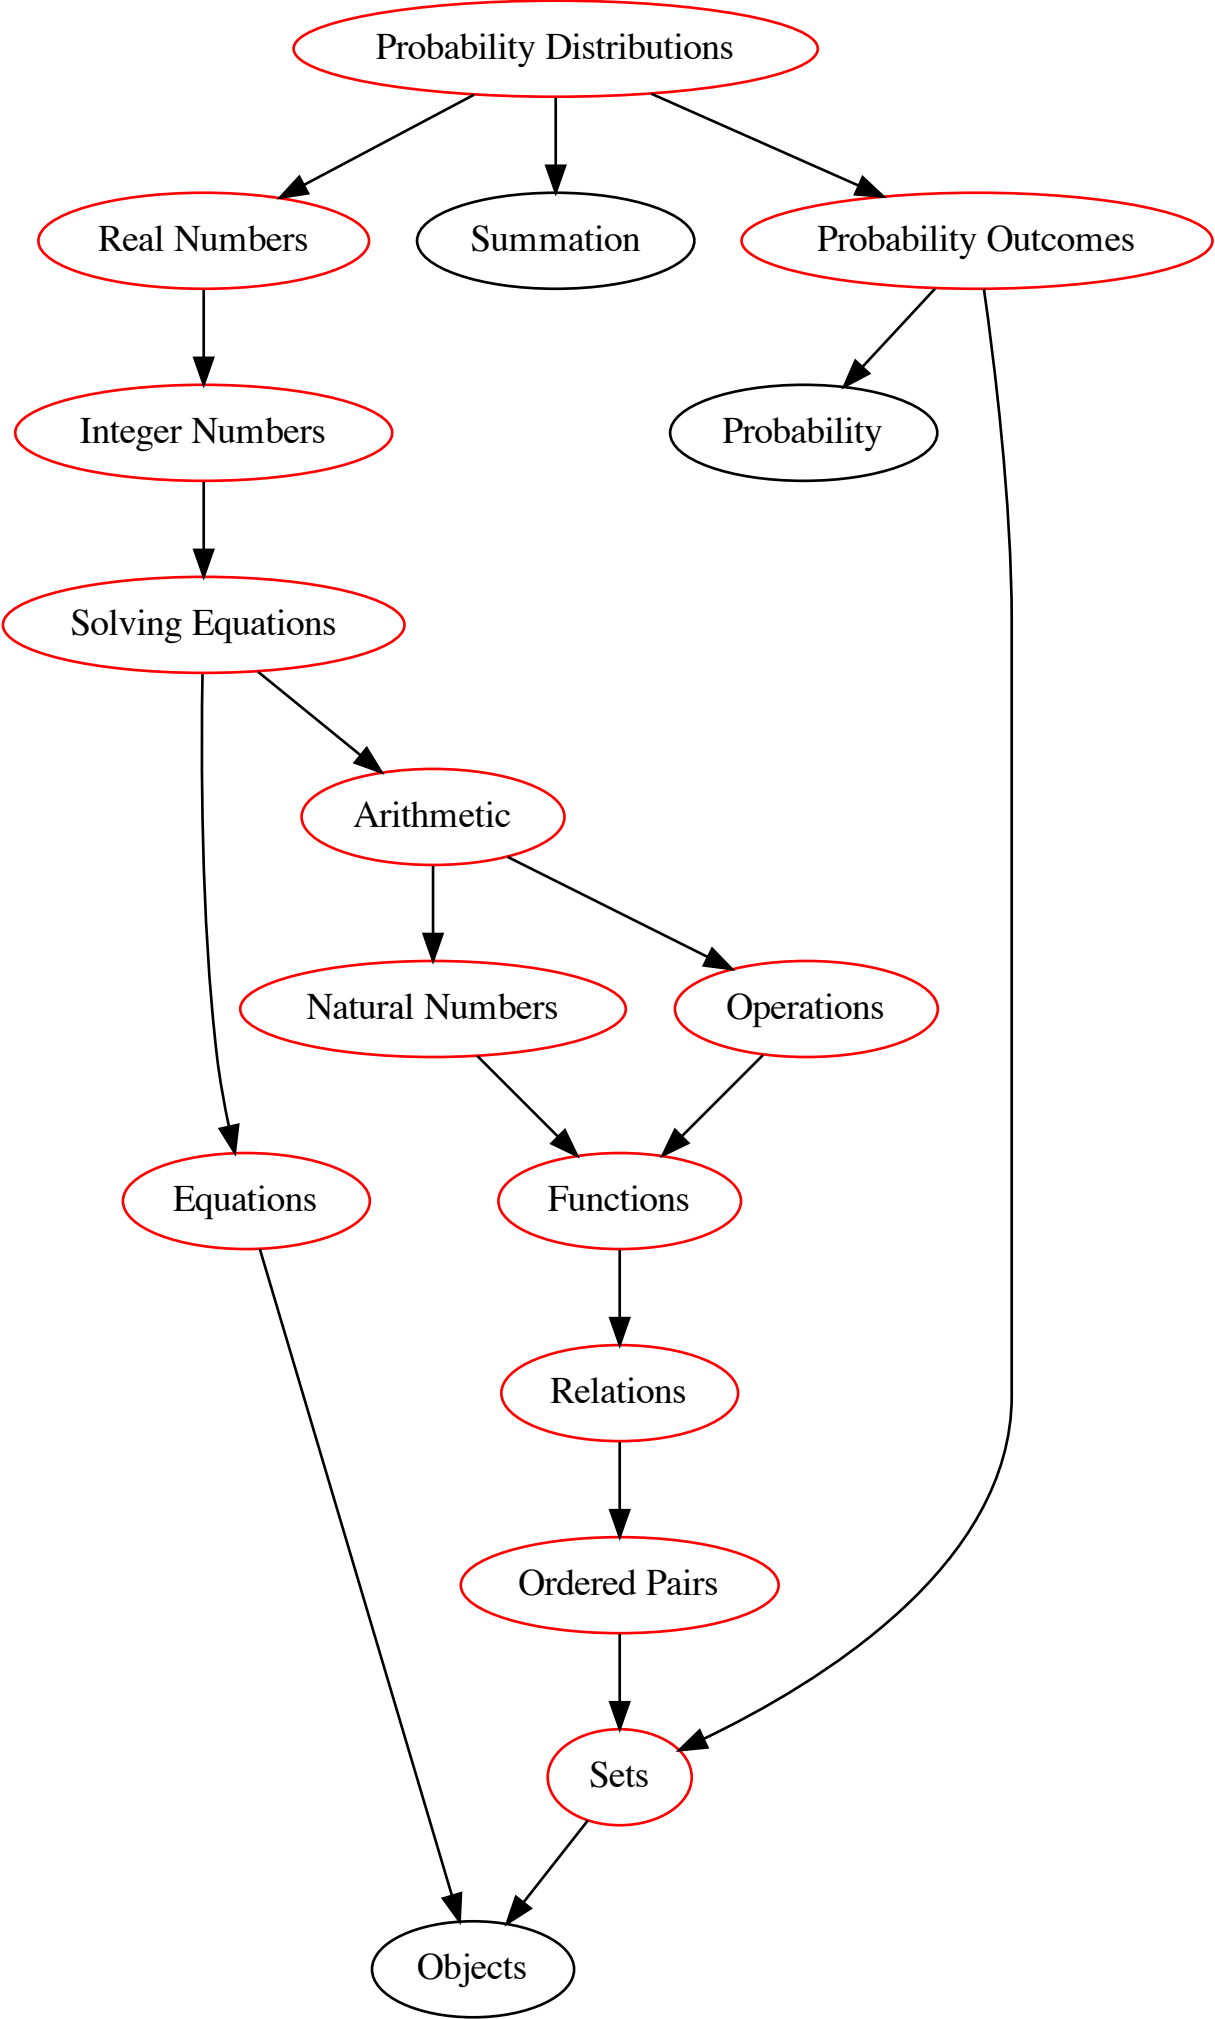 Probability Distributions
Real Numbers
Summation
Probability Outcomes
Integer Numbers
Probability
Solving Equations
Arithmetic
Natural Numbers
Operations
Equations
Functions
Relations
Ordered Pairs
Sets
Objects